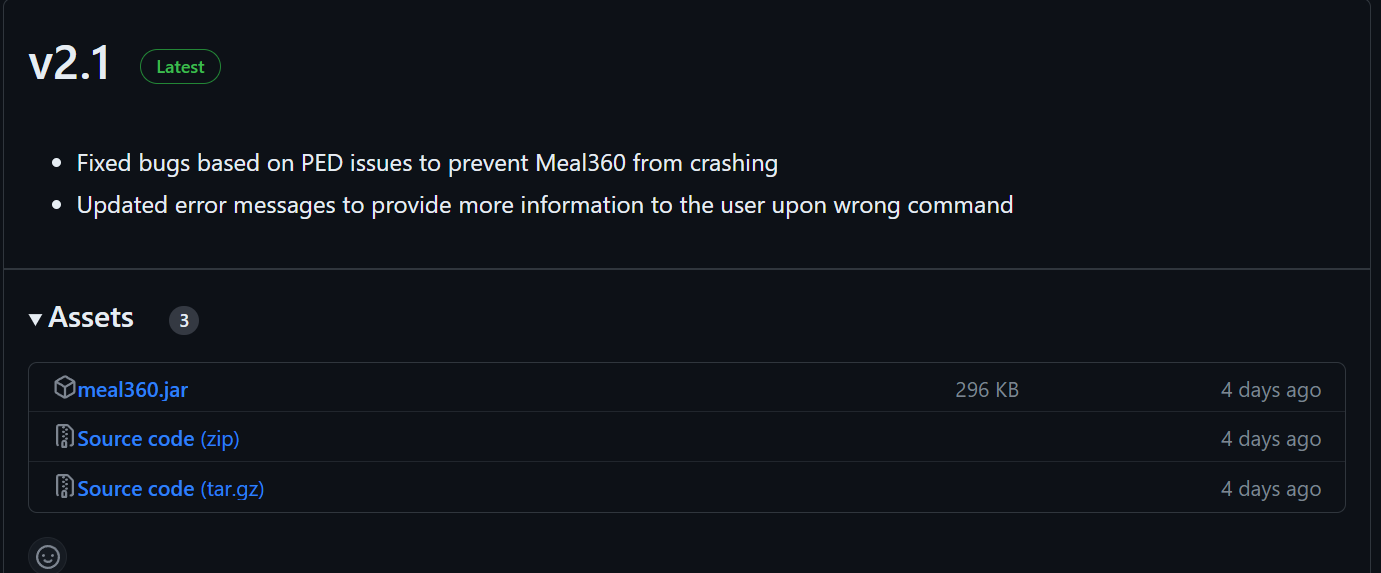 v2.1 Latest
Fixed bugs based on PED issues to prevent Meal360 from crashing
Updated error messages to provide more information to the user upon wrong command
Assets 3
meal360.jar 296 KB 4 days ago
Source code (zip) 4 days ago
Source code (tar.gz) 4 days ago